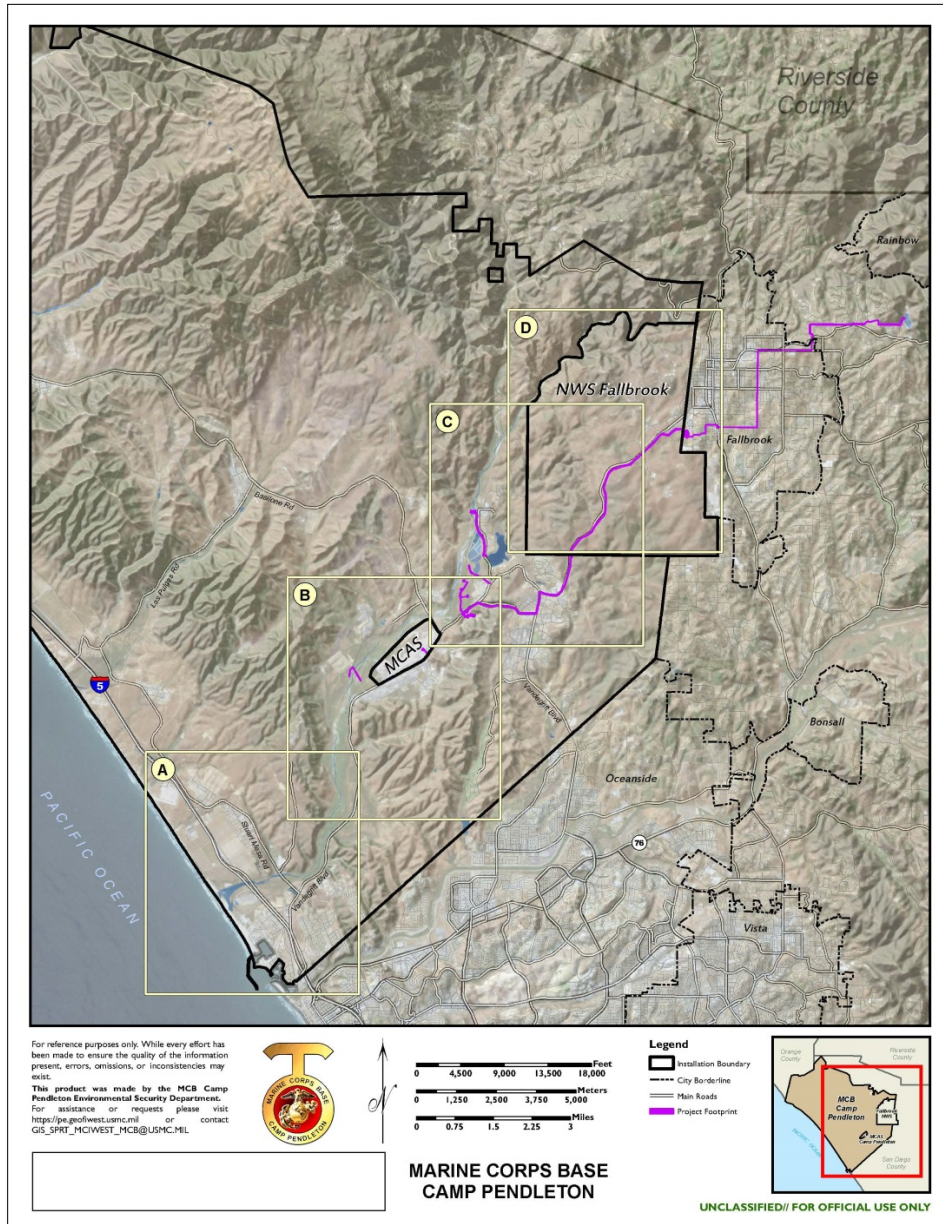 Riverside
County
Rainbow
D
NWS Fallbrook
C
Fallbrook
Basilone Rd
Las Pulgas Rd
B
MCAS
5
Vandegrift Blvd
Bonsall
A
Oceanside
PACIFIC OCEAN
Stuart Mesa Rd
76
Vandegrift Blvd
Vista
For reference purposes only. While every effort has
been made to ensure the quality of the information
present, errors, omissions, or inconsistencies may
exist.
This product was made by the MCB Camp
Pendleton Environmental Security Department.
For assistance or requests please visit
https://pe.geofiwest.usmc.mil or contact
GIS_SPRT_MCIWEST_MCB@USMC.MIL
MARINE CORPS BASE
CAMP PENDLETON
N
Feet
0 4,500 9,000 13,500 18,000
Meters
0 1,250 2,500 3,750 5,000
Miles
0 0.75 1.5 2.25 3
MARINE CORPS BASE
CAMP PENDLETON
Legend
Installation Boundary
City Borderline
Main Roads
Project Footprint
Orange
County
Riverside
County
MCB
Camp
Pendleton
Fallbrook
NWS
MCAS
Camp Pendleton
San Diego
County
UNCLASSIFIED// FOR OFFICIAL USE ONLY